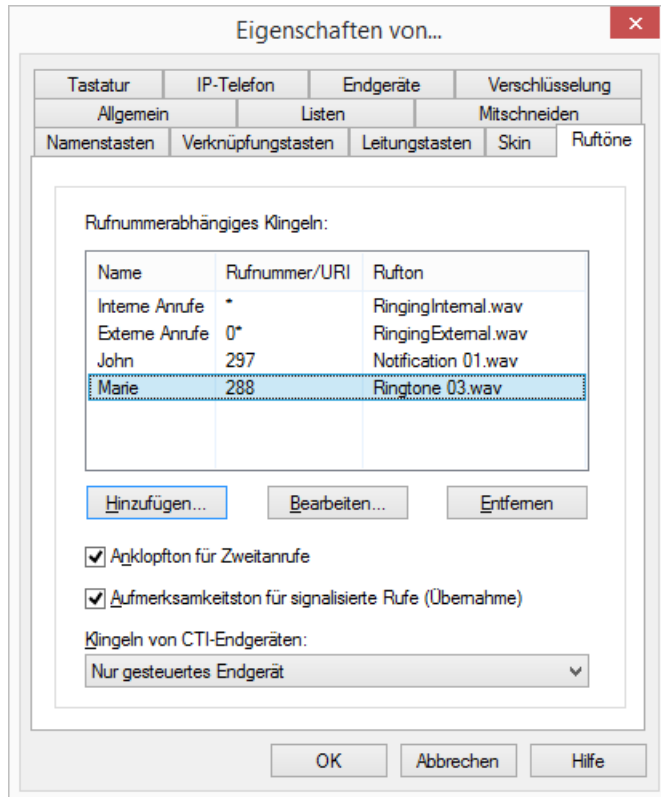 Eigenschaften von...
Tastatur IP-Telefon Endgeräte Verschlüsselung
Allgemein Listen Mitschneiden
Namenstasten Verknüpfungstasten Leitungstasten Skin Ruftöne
Rufnummerabhängiges Klingeln:
Name Rufnummer/URI Rufton
Interne Anrufe * RingingInternal.wav
Externe Anrufe 0* RingingExternal.wav
John 297 Notification 01.wav
Marie 288 Ringtone 03.wav
Hinzufügen... Bearbeiten... Entfernen
Anklopfton für Zweitanrufe
Aufmerksamkeitston für signalisierte Rufe (Übernahme)
Klingeln von CTI-Endgeräten:
Nur gesteuertes Endgerät
OK Abbrechen Hilfe